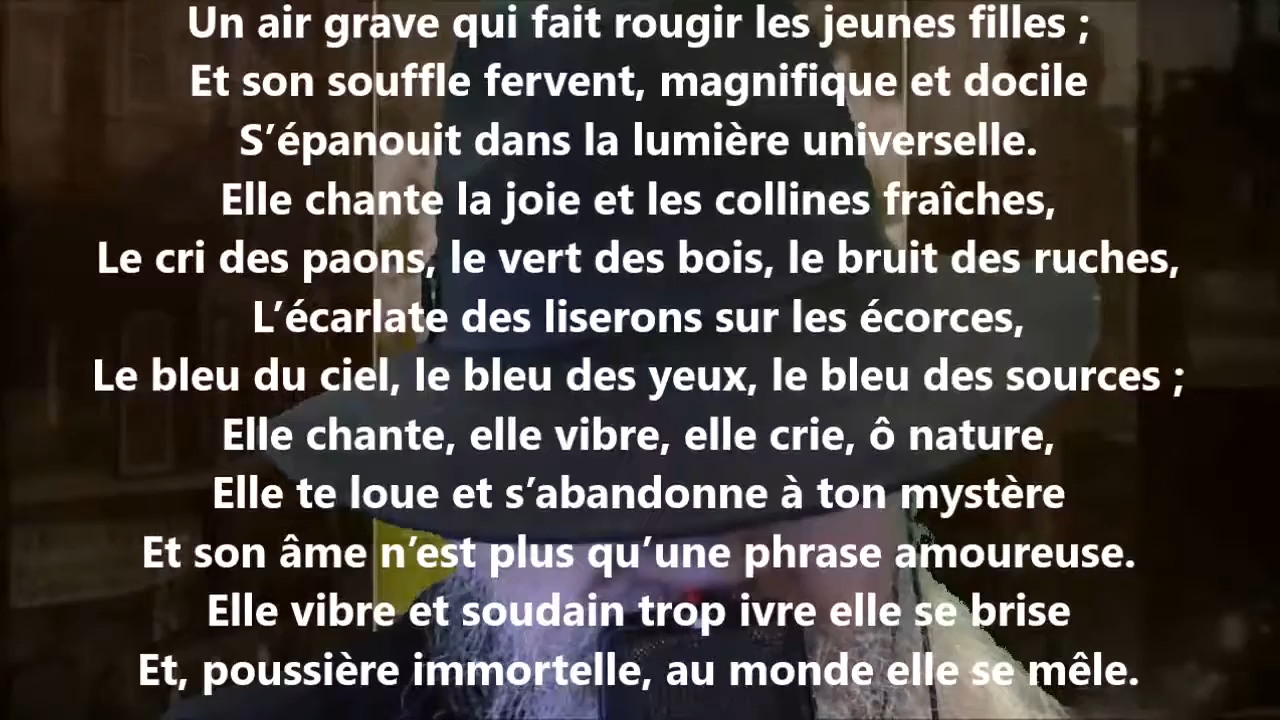 Un air grave qui fait rougir les jeunes filles ;
Et son souffle fervent, magnifique et docile
S’épanouit dans la lumière universelle.
Elle chante la joie et les collines fraîches,
Le cri des paons, le vert des bois, le bruit des ruches,
L’écarlate des liserons sur les écorces,
Le bleu du ciel, le bleu des yeux, le bleu des sources ;
Elle chante, elle vibre, elle crie, ô nature,
Elle te loue et s’abandonne à ton mystère
Et son âme n’est plus qu’une phrase amoureuse.
Elle vibre et soudain trop ivre elle se brise
Et, poussière immortelle, au monde elle se mêle.